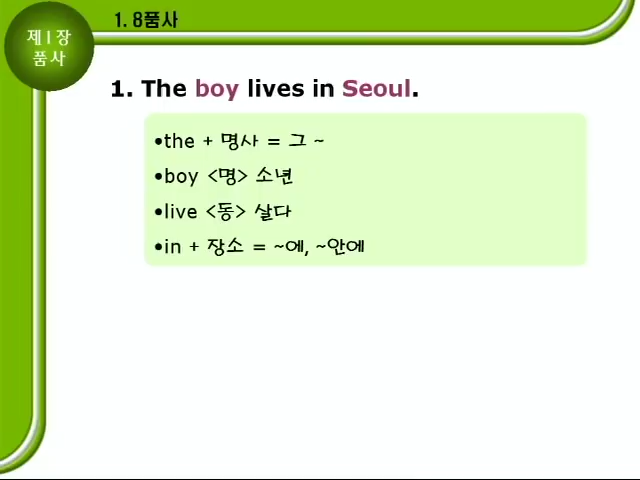 제 I 장
품사
1. 8품사
1. The boy lives in Seoul.
•the + 명사 = 그 ~
•boy <명> 소년
•live <동> 살다
•in + 장소 = ~에, ~안에